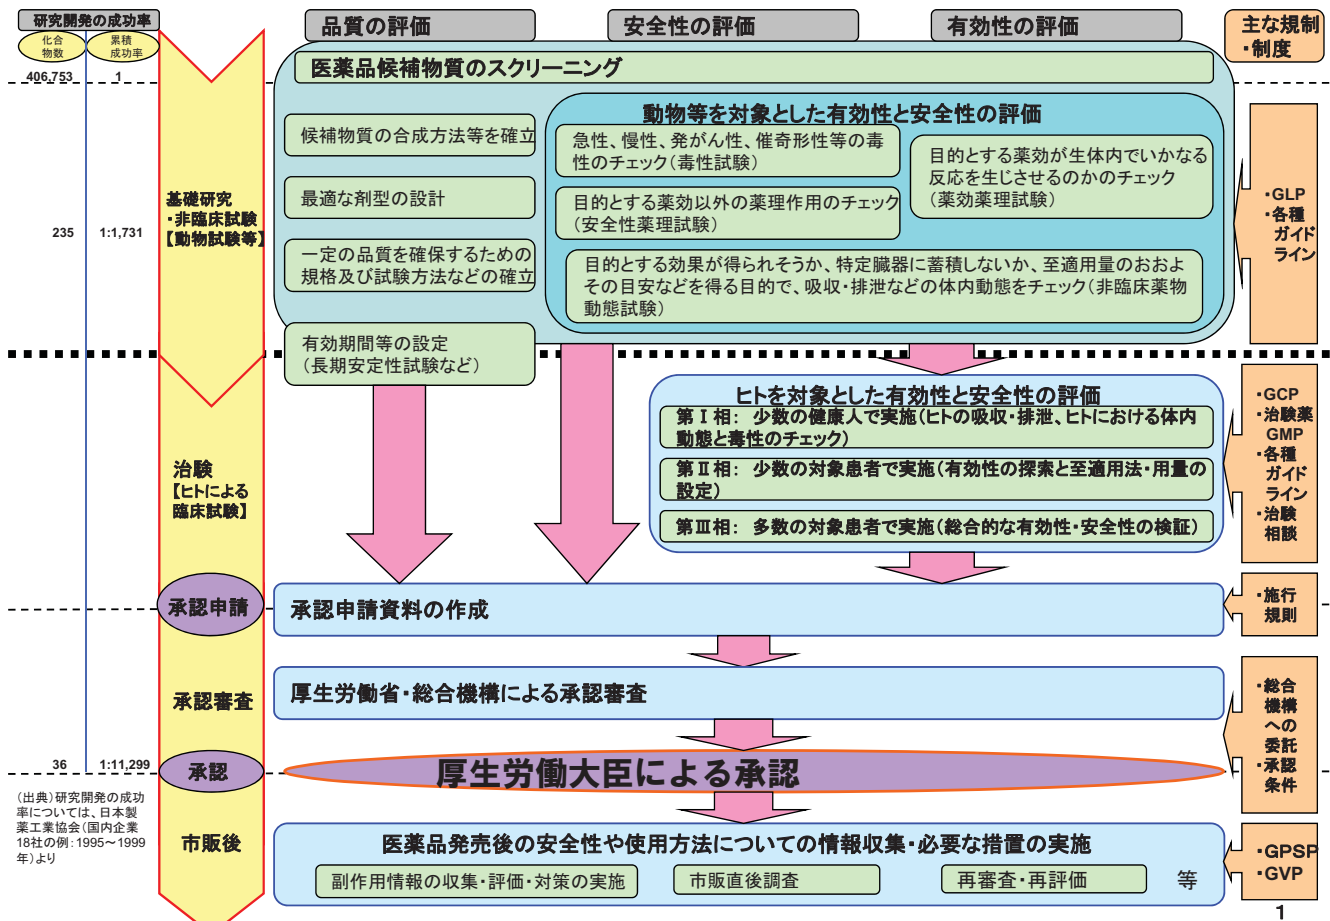 研究開発の成功率
化合
物数
累積
成功率
406,753
1
235
1:1,731
36
1:11,299
(出典)研究開発の成功
率については、日本製
薬工業協会(国内企業
18社の例:1995~1999
年)より
基礎研究
・非臨床試験
【動物試験等】
治験
【ヒトによる
臨床試験】
承認申請
承認審査
承認
市販後
品質の評価
安全性の評価
有効性の評価
主な規制
・制度
医薬品候補物質のスクリーニング
候補物質の合成方法等を確立
最適な剤型の設計
一定の品質を確保するための
規格及び試験方法などの確立
有効期間等の設定
(長期安定性試験など)
動物等を対象とした有効性と安全性の評価
急性、慢性、発がん性、催奇形性等の毒
性のチェック(毒性試験)
目的とする薬効以外の薬理作用のチェック
(安全性薬理試験)
目的とする薬効が生体内でいかなる
反応を生じさせるのかのチェック
(薬効薬理試験)
目的とする効果が得られそうか、特定臓器に蓄積しないか、至適用量のおおよ
その目安などを得る目的で、吸収・排泄などの体内動態をチェック(非臨床薬物
動態試験)
・GLP
・各種
ガイド
ライン
ヒトを対象とした有効性と安全性の評価
第Ⅰ相: 少数の健康人で実施(ヒトの吸収・排泄、ヒトにおける体内
動態と毒性のチェック)
第Ⅱ相: 少数の対象患者で実施(有効性の探索と至適用法・用量の
設定)
第Ⅲ相: 多数の対象患者で実施(総合的な有効性・安全性の検証)
・GCP
・治験薬
GMP
・各種
ガイド
ライン
・治験
相談
承認申請資料の作成
・施行
規則
厚生労働省・総合機構による承認審査
厚生労働大臣による承認
・総合
機構
への
委託
・承認
条件
医薬品発売後の安全性や使用方法についての情報収集・必要な措置の実施
副作用情報の収集・評価・対策の実施
市販直後調査
再審査・再評価
等
・GPSP
・GVP
1